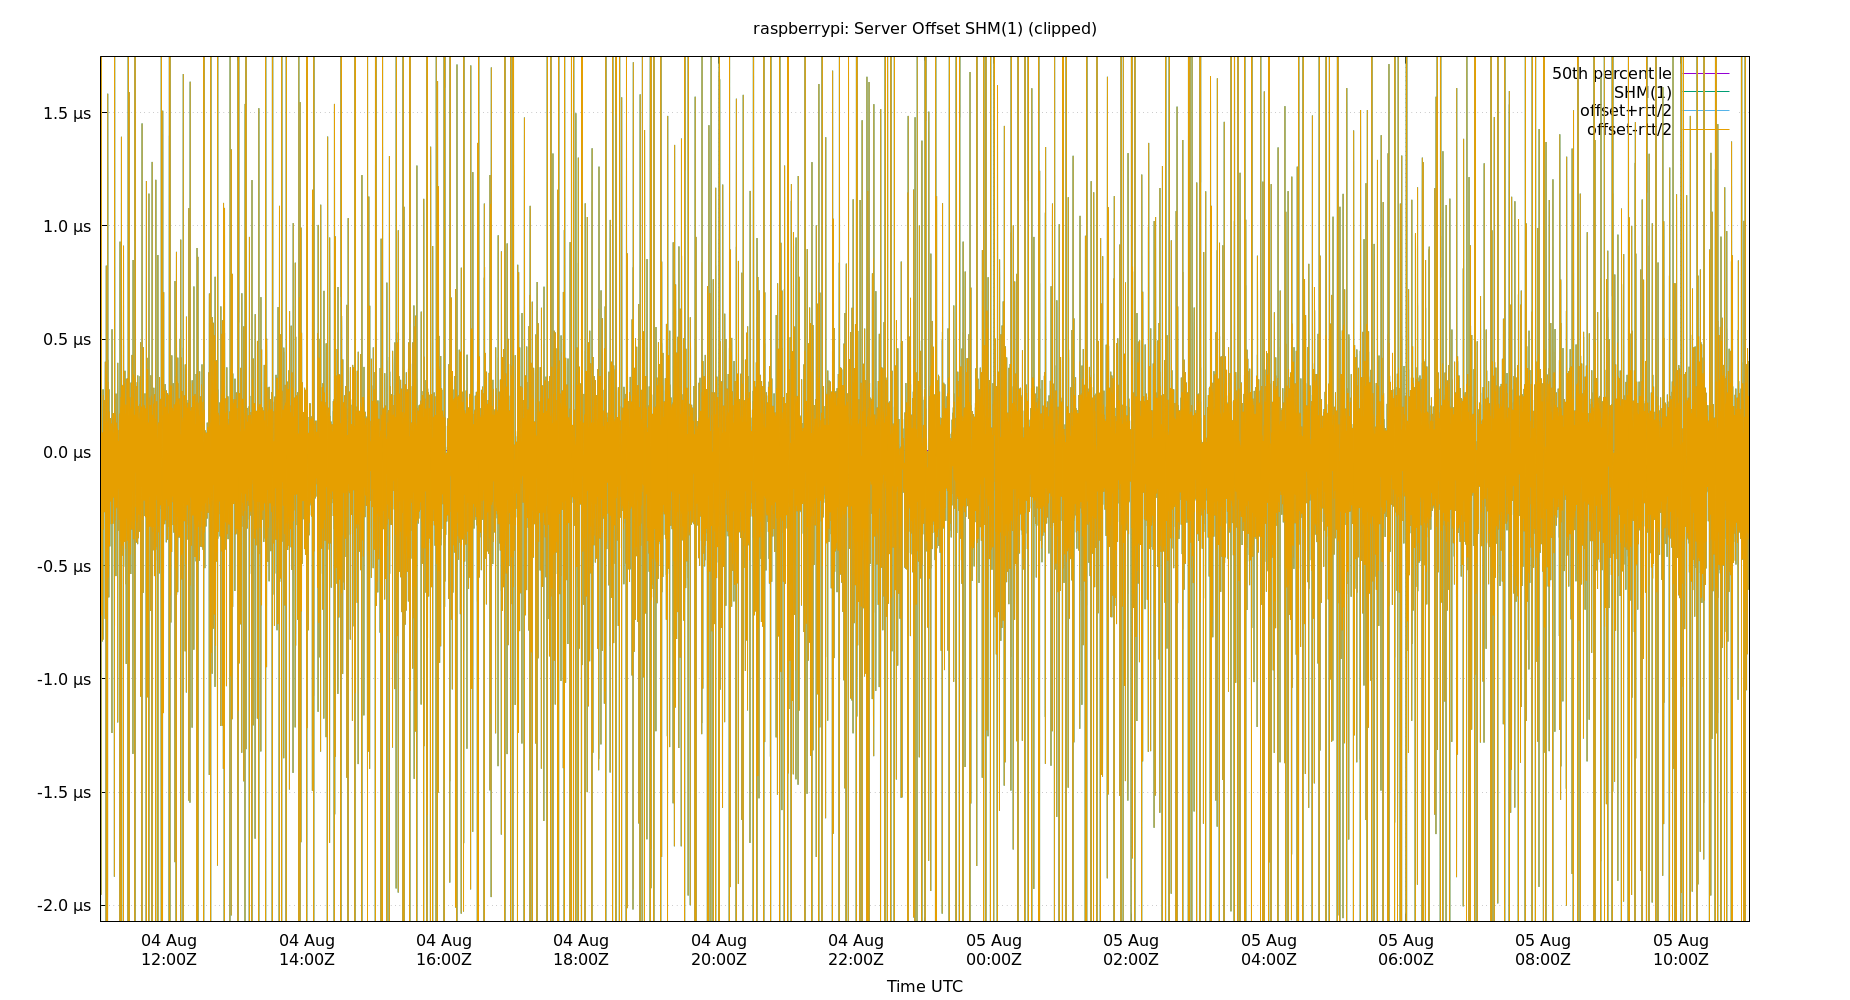 raspberrypi: Server Offset SHM(1) (clipped)
50th percentile
SHM(1)
offset+rtt/2
offset-rtt/2
1.5 µs
1.0 µs
0.5 µs
0.0 µs
-0.5 µs
-1.0 µs
-1.5 µs
-2.0 µs
04 Aug 04 Aug 04 Aug 04 Aug 04 Aug 04 Aug 05 Aug 05 Aug 05 Aug 05 Aug 05 Aug 05 Aug
12:00Z 14:00Z 16:00Z 18:00Z 20:00Z 22:00Z 00:00Z 02:00Z 04:00Z 06:00Z 08:00Z 10:00Z
Time UTC